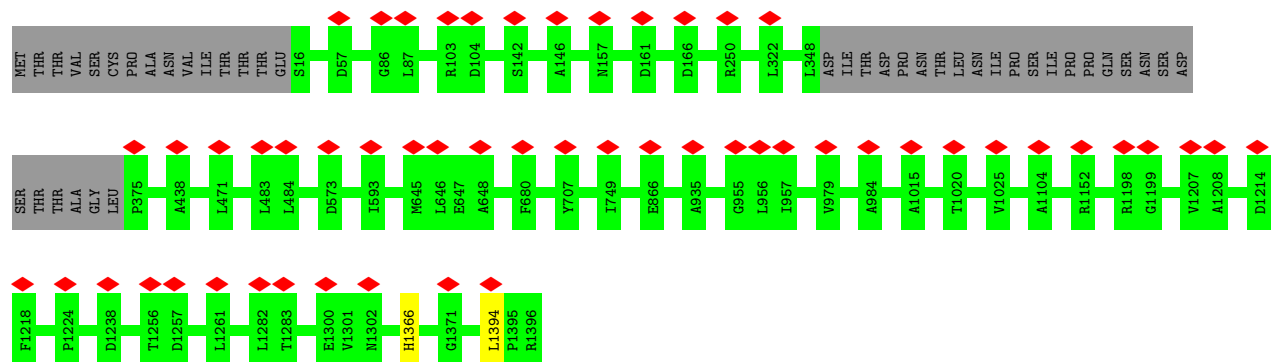 MET THR THR VAL SER CYS PRO ALA ASN VAL ILE THR THR THR GLU S16 D57 G86 L87 R103 D104 S142 A146 N157 D161 D166 R250 L322 L348 ASP ILE THR ASP PRO ASN THR LEU ASN ILE PRO SER ILE PRO PRO GLN SER ASN SER ASP
SER THR THR ALA GLY LEU P375 A438 L471 L483 L484 D573 I593 M645 L646 E647 A648 F680 Y707 I749 E866 A935 G955 L956 I957 V979 A984 A1015 T1020 V1025 A1104 R1152 R1198 G1199 V1207 A1208 D1214
F1218 P1224 D1238 T1256 D1257 L1261 L1282 T1283 E1300 V1301 N1302 H1366 G1371 L1394 P1395 R1396